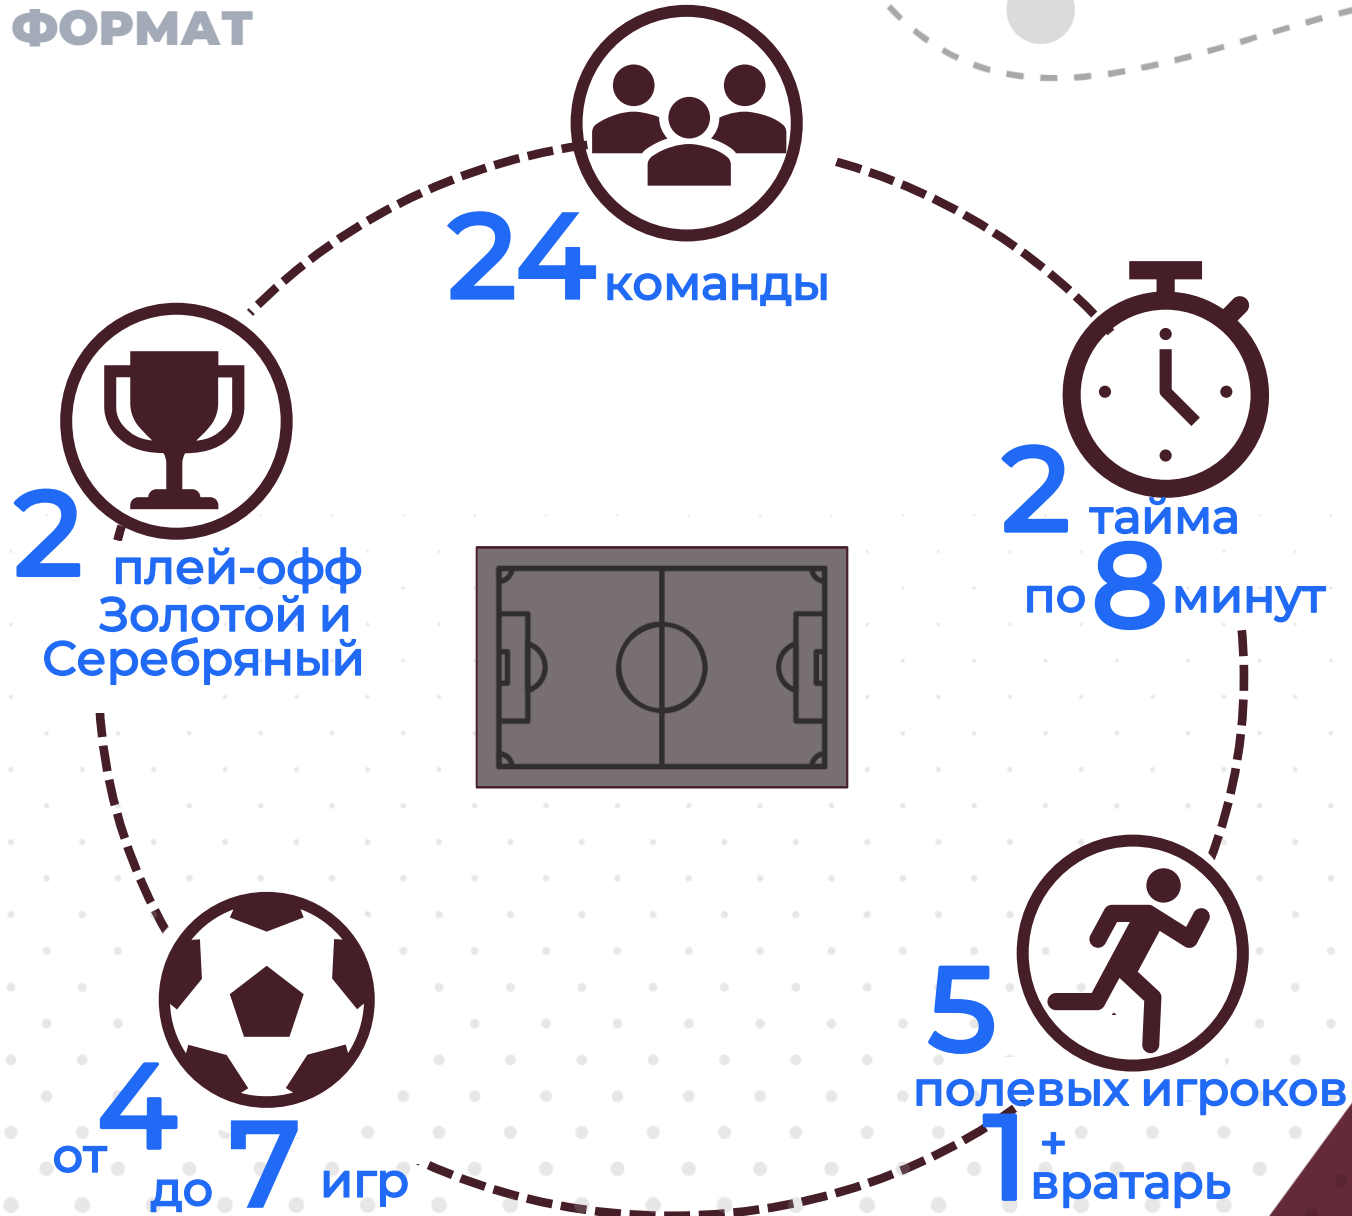 ФОРМАТ
24 команды
2 тайма
по 8 минут
2 плей-офф
Золотой и
Серебряный
5
полевых игроков
+
1 вратарь
от 4
до 7 игр